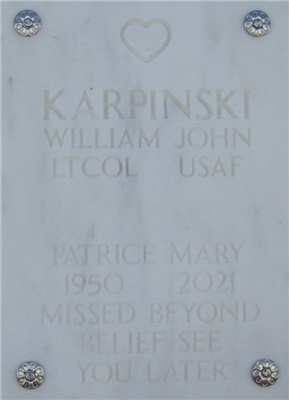 KARPINSKI
WILLIAM JOHN
LTCOL USAF
PATRICE MARY
1950 2021
MISSED BEYOND
BELIEF/SEE
YOU LATER